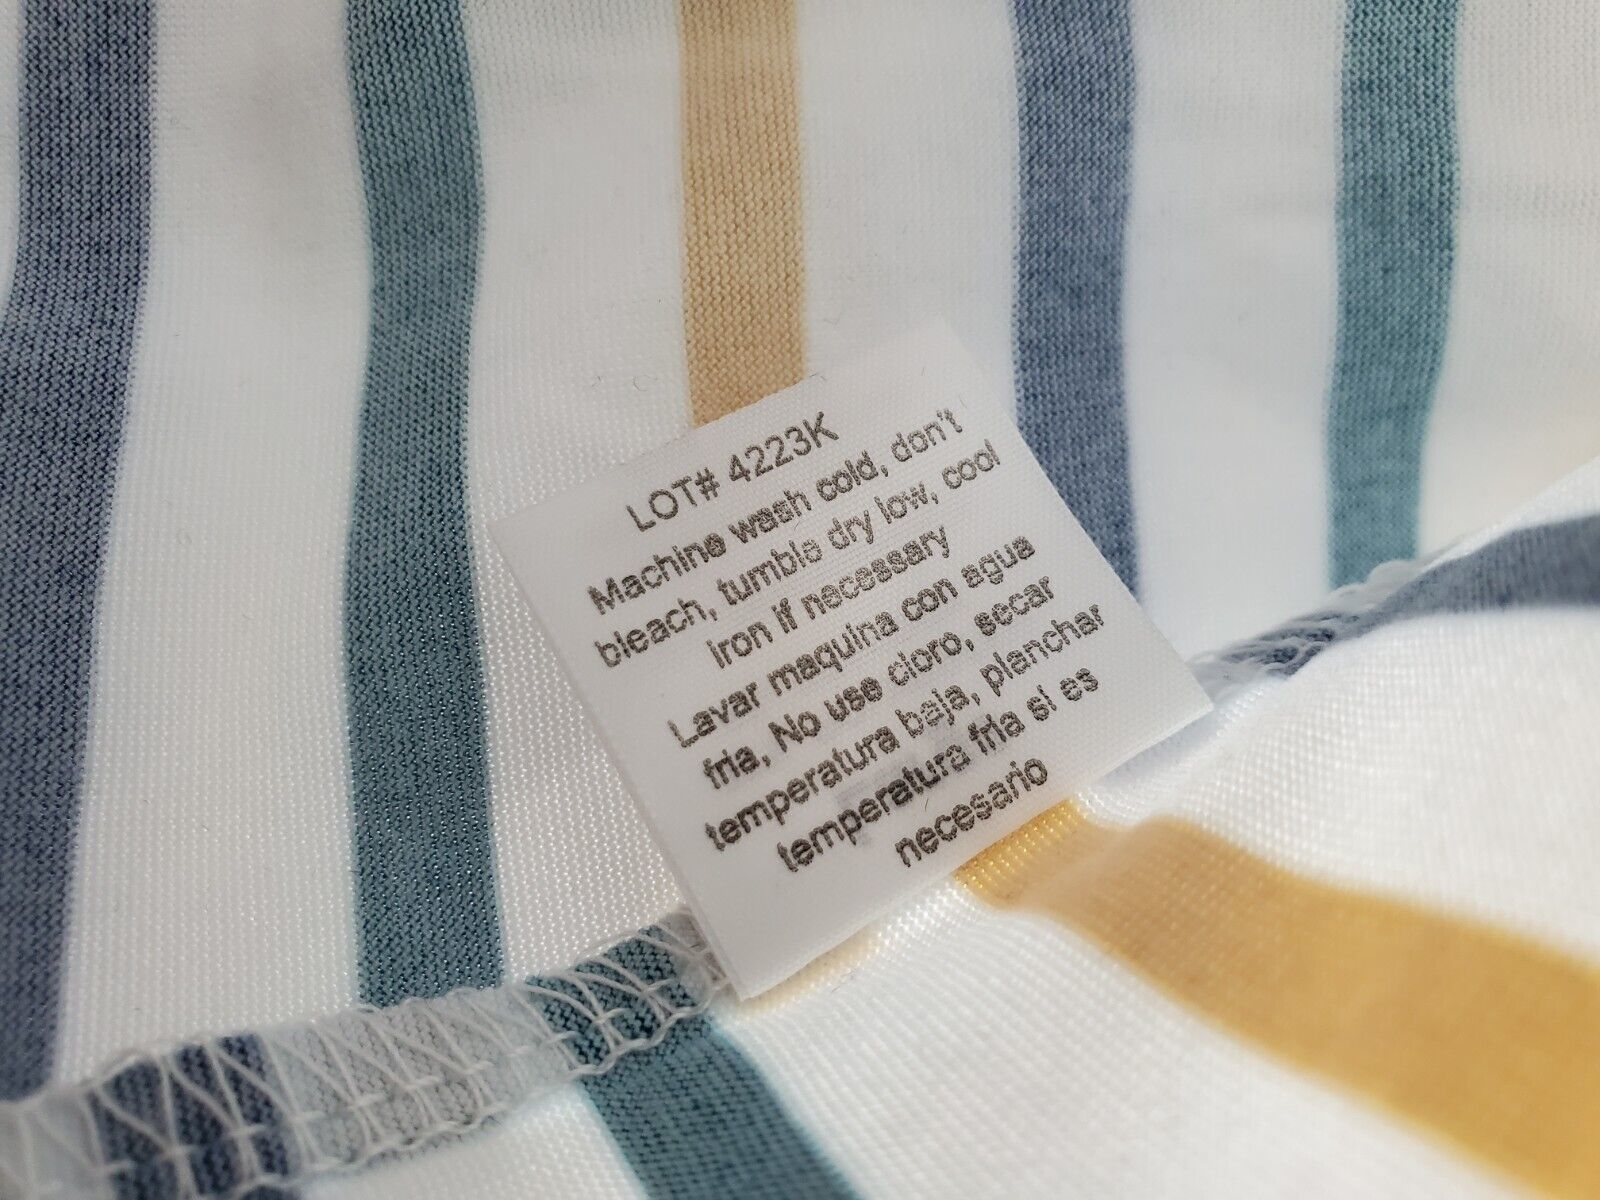 LOT# 4223K
Machine wash cold, don't
bleach, tumble dry low, cool
iron if necessary
Lavar maquina con agua
fria, No use cloro, secar
temperatura baja, planchar
temperatura fria si es
necesario